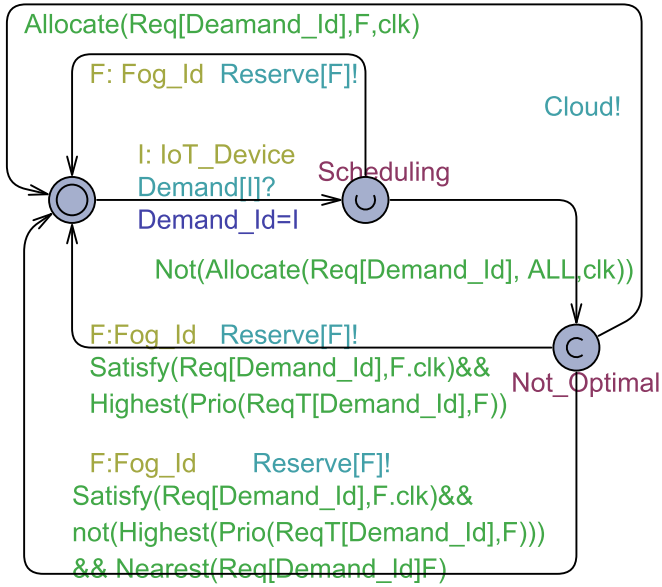 Allocate(Req[Deamand_Id],F,clk)
F: Fog_Id Reserve[F]!
Cloud!
I: IoT_Device
Scheduling
Demand[I]?
Demand_Id=I
Not(Allocate(Req[Demand_Id], ALL,clk))
F:Fog_Id Reserve[F]!
Satisfy(Req[Demand_Id],F.clk)&&
Not_Optimal
Highest(Prio(ReqT[Demand_Id],F))
F:Fog_Id Reserve[F]!
Satisfy(Req[Demand_Id],F.clk)&&
not(Highest(Prio(ReqT[Demand_Id],F)))
&& Nearest(Req[Demand_Id]F)